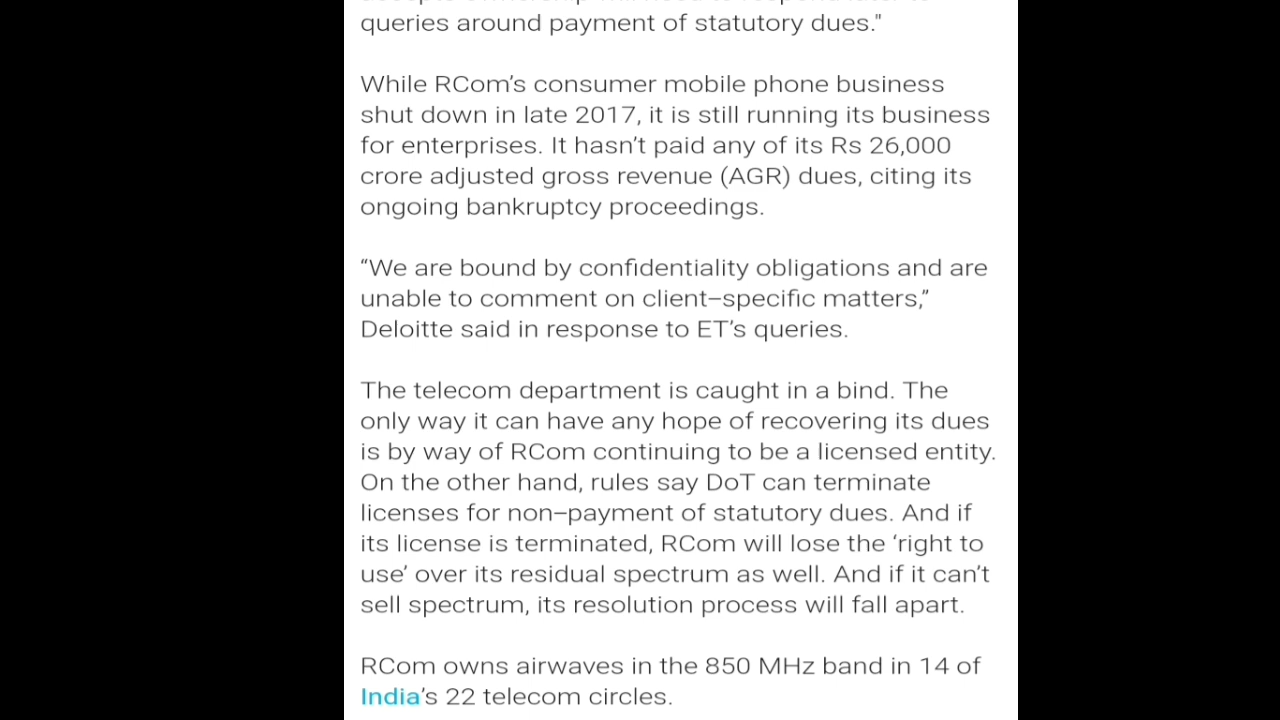 queries around payment of statutory dues."
While RCom's consumer mobile phone business
shut down in late 2017, it is still running its business
for enterprises. It hasn't paid any of its Rs 26,000
crore adjusted gross revenue (AGR) dues, citing its
ongoing bankruptcy proceedings.
“We are bound by confidentiality obligations and are
unable to comment on client–specific matters,”
Deloitte said in response to ET's queries.
The telecom department is caught in a bind. The
only way it can have any hope of recovering its dues
is by way of RCom continuing to be a licensed entity.
On the other hand, rules say DoT can terminate
licenses for non–payment of statutory dues. And if
its license is terminated, RCom will lose the ‘right to
use’ over its residual spectrum as well. And if it can’t
sell spectrum, its resolution process will fall apart.
RCom owns airwaves in the 850 MHz band in 14 of
India’s 22 telecom circles.